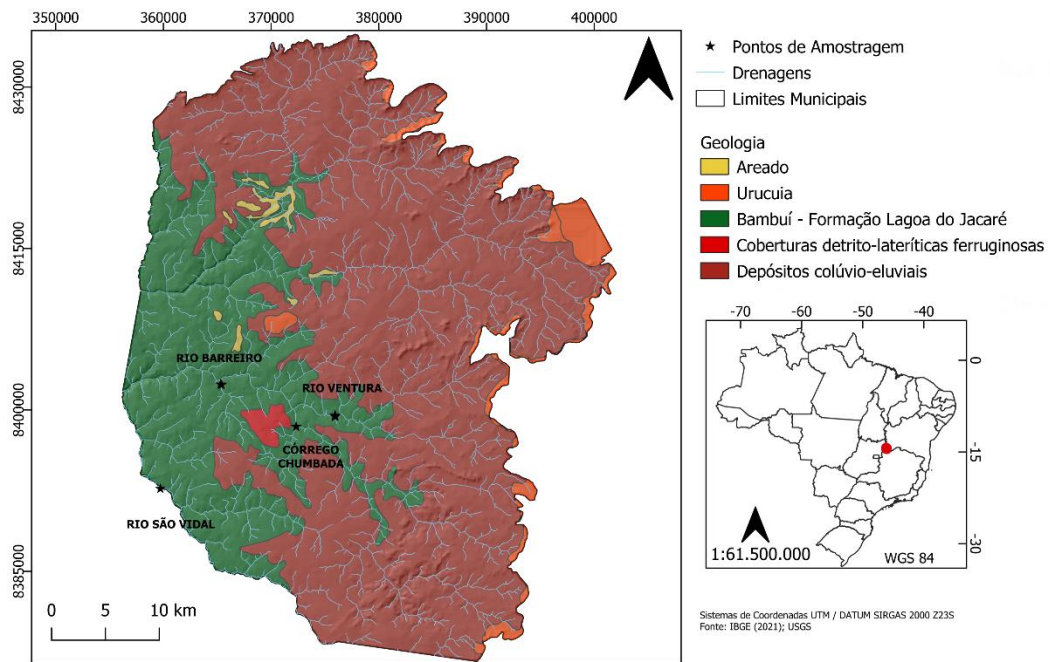 350000 360000 370000 380000 390000 400000
8430000
8415000
8400000
8385000
RIO BARREIRO
RIO VENTURA
CÓRREGO
CHUMBADA
RIO SÃO VIDAL
0 5 10 km
Pontos de Amostragem
Drenagens
Limites Municipais
Geologia
Areado
Urucuia
Bambuí - Formação Lagoa do Jacaré
Coberturas detrito-lateríticas ferruginosas
Depósitos colúvio-eluviais
-70 -60 -50 -40
0
-15
-30
1:61.500.000
WGS 84
Sistemas de Coordenadas UTM / DATUM SIRGAS 2000 Z23S
Fonte: IBGE (2021); USGS